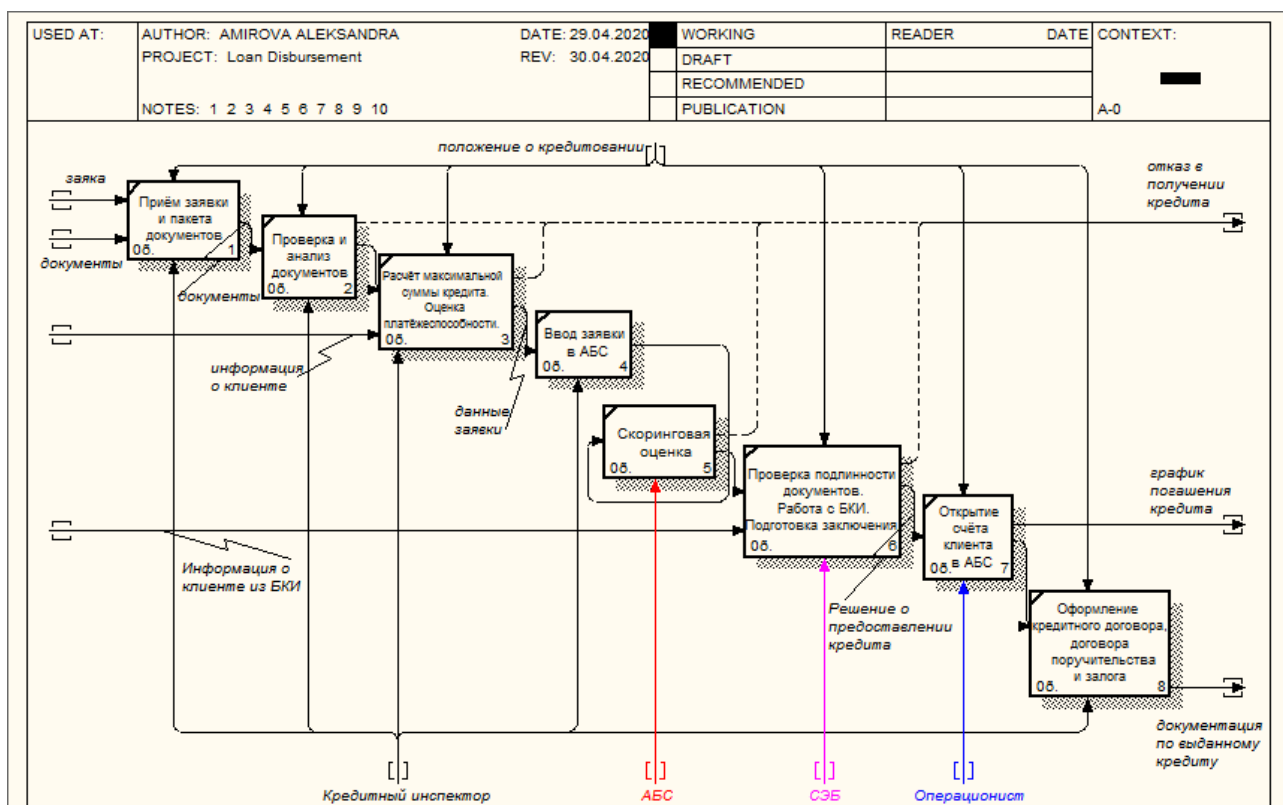 USED AT:
AUTHOR: AMIROVA ALEKSANDRA
DATE: 29.04.2020
WORKING
READER
DATE
CONTEXT:
PROJECT: Loan Disbursement
REV: 30.04.2020
DRAFT
RECOMMENDED
NOTES: 1 2 3 4 5 6 7 8 9 10
PUBLICATION
A-0
положение о кредитовании
заяка
документы
отказ в
получении
кредита
Приём заявки
и пакета
документов
0б. 1
документы
Проверка и
анализ
документов
0б. 2
Расчёт максимальной
суммы кредита.
Оценка
платёжеспособности.
0б. 3
информация
о клиенте
данные
заявки
Ввод заявки
в АБС
0б. 4
Скоринговая
оценка
0б. 5
Проверка подлинности
документов.
Работа с БКИ.
Подготовка заключения
0б. 6
Информация о
клиенте из БКИ
Решение о
предоставлении
кредита
Открытие
счёта
клиента
в АБС
0б. 7
график
погашения
кредита
Оформление
кредитного договора,
договора
поручительства
и залога
0б. 8
документация
по выданному
кредиту
Кредитный инспектор
АБС
СЭБ
Операционист